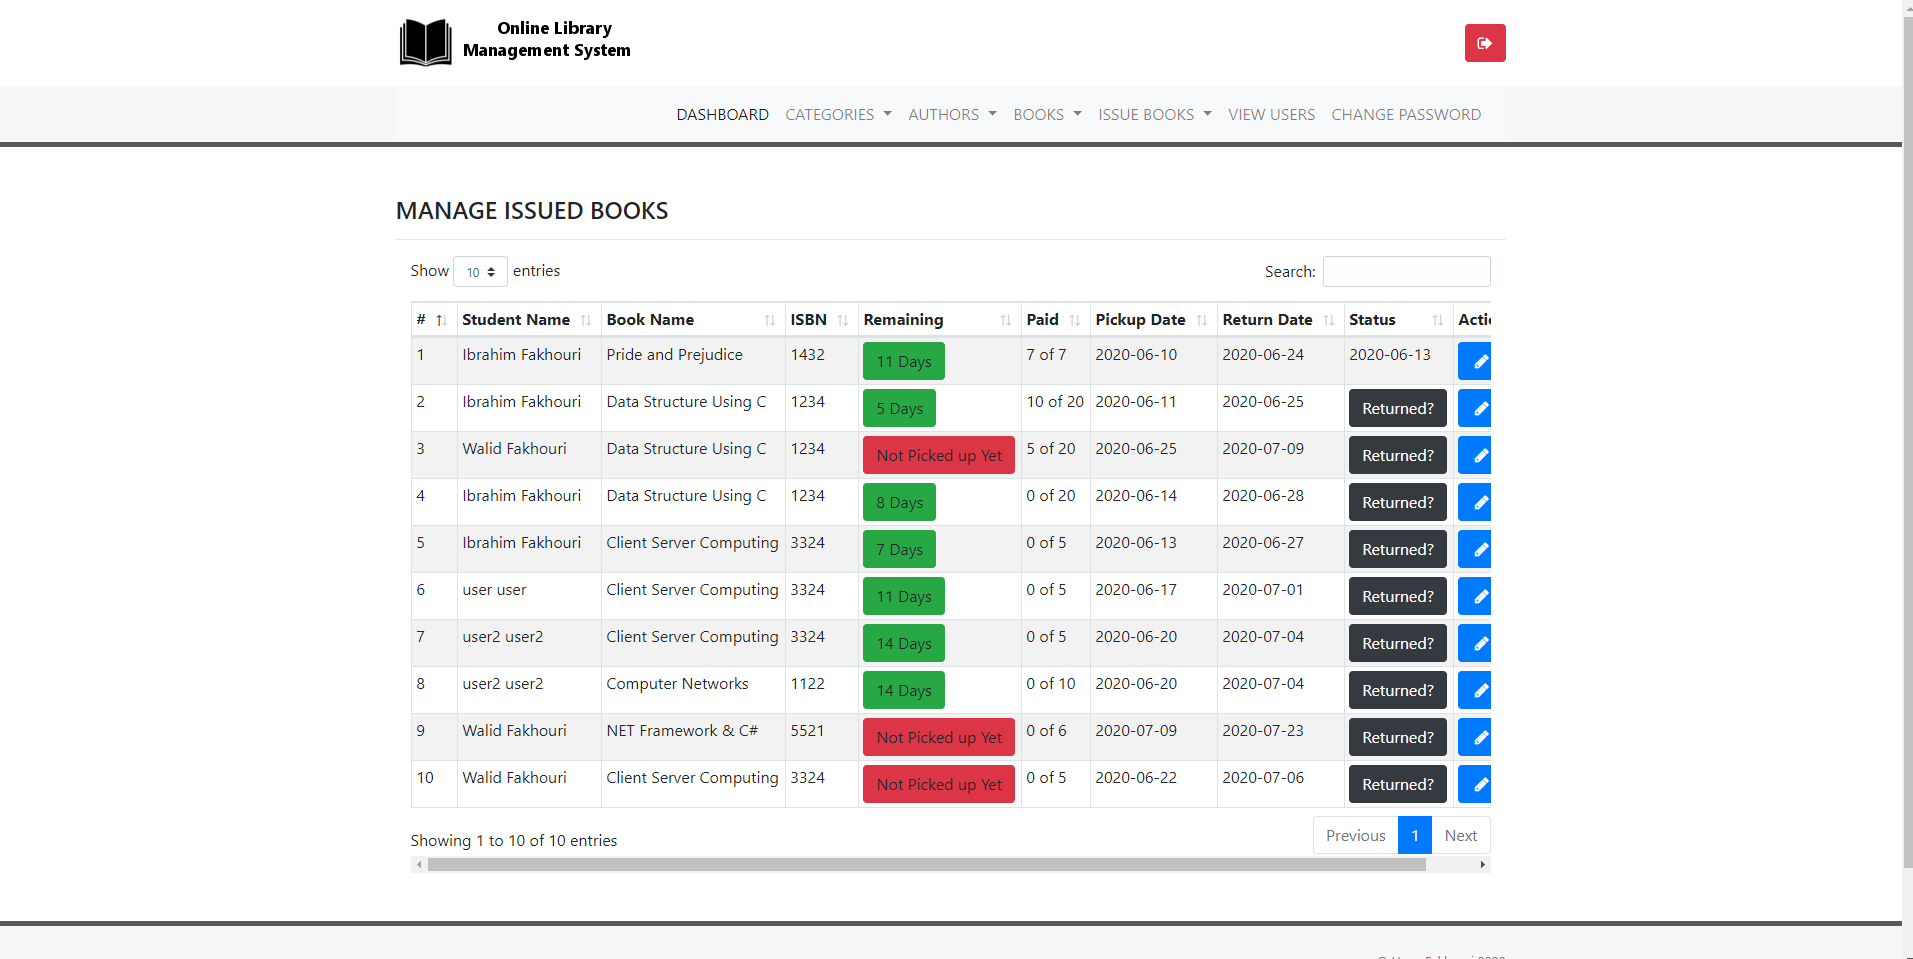 Online Library
Management System
DASHBOARD CATEGORIES AUTHORS BOOKS ISSUE BOOKS VIEW USERS CHANGE PASSWORD
MANAGE ISSUED BOOKS
Show 10 entries Search:
# Student Name Book Name ISBN Remaining Paid Pickup Date Return Date Status
1 Ibrahim Fakhouri Pride and Prejudice 1432 11 Days 7 of 7 2020-06-10 2020-06-24 2020-06-13
2 Ibrahim Fakhouri Data Structure Using C 1234 5 Days 10 of 20 2020-06-11 2020-06-25 Returned?
3 Walid Fakhouri Data Structure Using C 1234 Not Picked up Yet 5 of 20 2020-06-25 2020-07-09 Returned?
4 Ibrahim Fakhouri Data Structure Using C 1234 8 Days 0 of 20 2020-06-14 2020-06-28 Returned?
5 Ibrahim Fakhouri Client Server Computing 3324 7 Days 0 of 5 2020-06-13 2020-06-27 Returned?
6 user user Client Server Computing 3324 11 Days 0 of 5 2020-06-17 2020-07-01 Returned?
7 user2 user2 Client Server Computing 3324 14 Days 0 of 5 2020-06-20 2020-07-04 Returned?
8 user2 user2 Computer Networks 1122 14 Days 0 of 10 2020-06-20 2020-07-04 Returned?
9 Walid Fakhouri NET Framework & C# 5521 Not Picked up Yet 0 of 6 2020-07-09 2020-07-23 Returned?
10 Walid Fakhouri Client Server Computing 3324 Not Picked up Yet 0 of 5 2020-06-22 2020-07-06 Returned?
Showing 1 to 10 of 10 entries Previous 1 Next